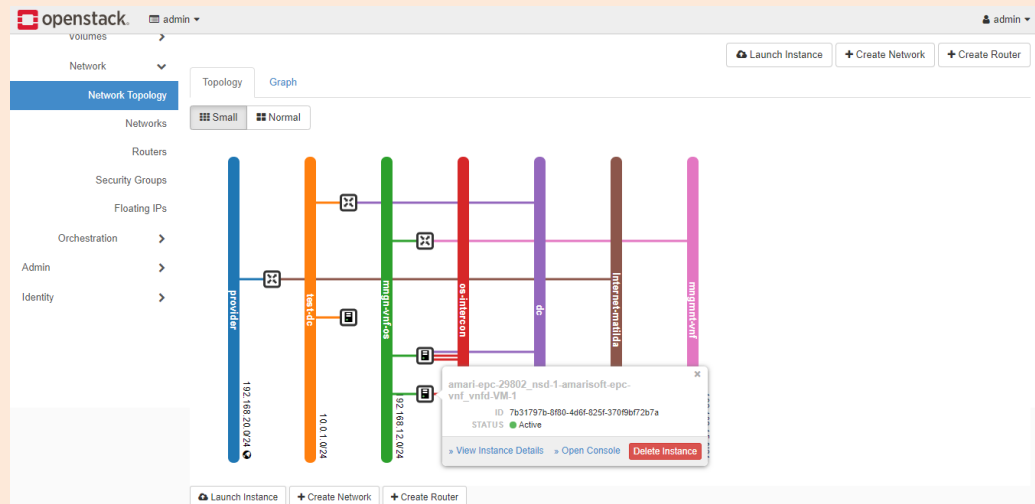 openstack. admin
admin
Volumes
Network
Network Topology
Networks
Routers
Security Groups
Floating IPs
Orchestration
Admin
Identity
Launch Instance
+ Create Network
+ Create Router
Topology
Graph
Small
Normal
provider
192.168.20.0/24
test-dc
10.0.1.0/24
mngn-vnf-os
192.168.12.0/24
os-intercon
dc
Internet-matilda
mngmnt-vnf
amari-epc-29802_nsd-1-amarisoft-epc-
vnf_vnfd-VM-1
ID 7b31797b-8f80-4d6f-825f-370f9bf72b7a
STATUS Active
» View Instance Details
» Open Console
Delete Instance
Launch Instance
+ Create Network
+ Create Router